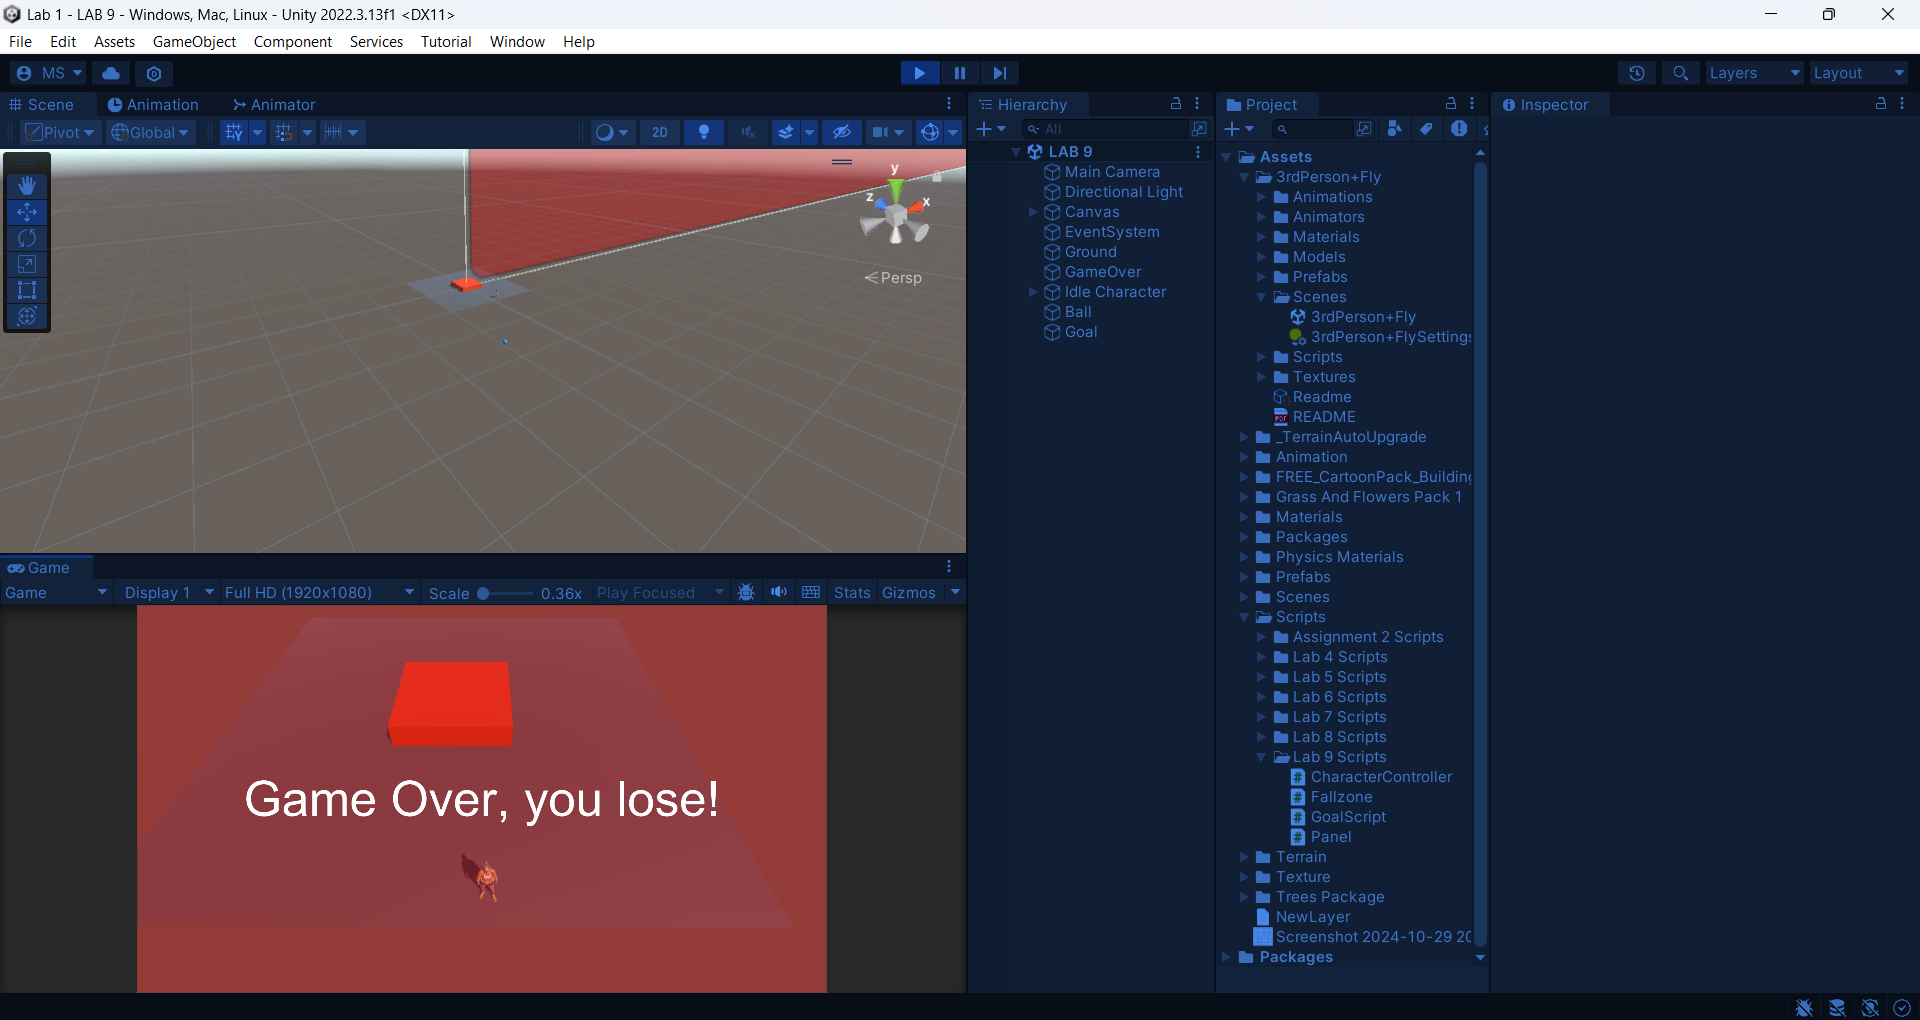 Lab 1 - LAB 9 - Windows, Mac, Linux - Unity 2022.3.13f1 <DX11>
File Edit Assets GameObject Component Services Tutorial Window Help
MS
Layers Layout
Scene Animation Animator
Pivot Global 2D
y
z x
Persp
Hierarchy
All
LAB 9
Main Camera
Directional Light
Canvas
EventSystem
Ground
GameOver
Idle Character
Ball
Goal
Project
Assets
3rdPerson+Fly
Animations
Animators
Materials
Models
Prefabs
Scenes
3rdPerson+Fly
3rdPerson+FlySettings
Scripts
Textures
Readme
README
_TerrainAutoUpgrade
Animation
FREE_CartoonPack_Building
Grass And Flowers Pack 1
Materials
Packages
Physics Materials
Prefabs
Scenes
Scripts
Assignment 2 Scripts
Lab 4 Scripts
Lab 5 Scripts
Lab 6 Scripts
Lab 7 Scripts
Lab 8 Scripts
Lab 9 Scripts
CharacterController
Fallzone
GoalScript
Panel
Terrain
Texture
Trees Package
NewLayer
Screenshot 2024-10-29 20
Packages
Inspector
Game
Game Display 1 Full HD (1920x1080) Scale 0.36x Play Focused Stats Gizmos
Game Over, you lose!